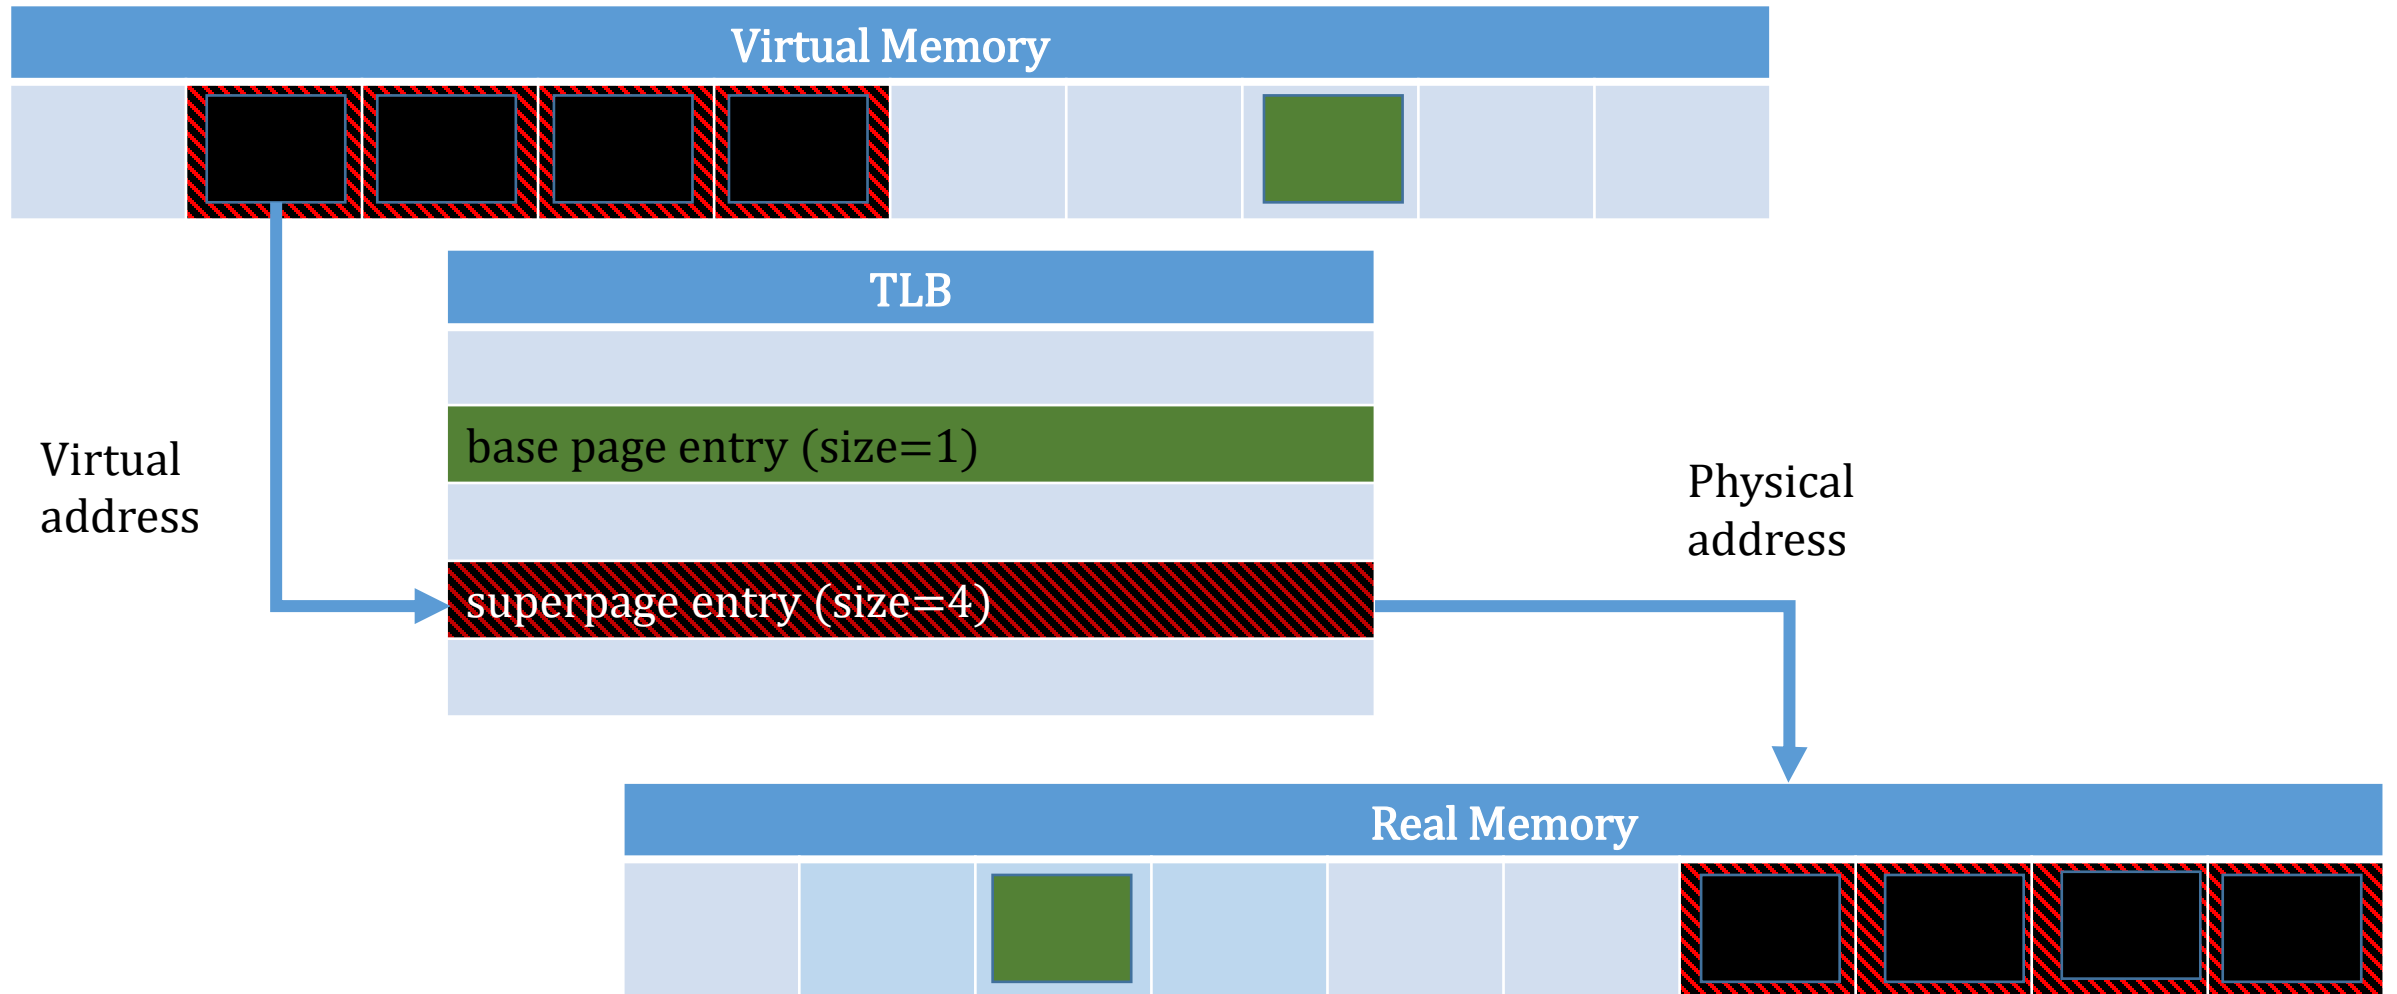 Virtual Memory
TLB
base page entry (size=1)
Virtual
address
Physical
address
superpage entry (size=4)
Real Memory